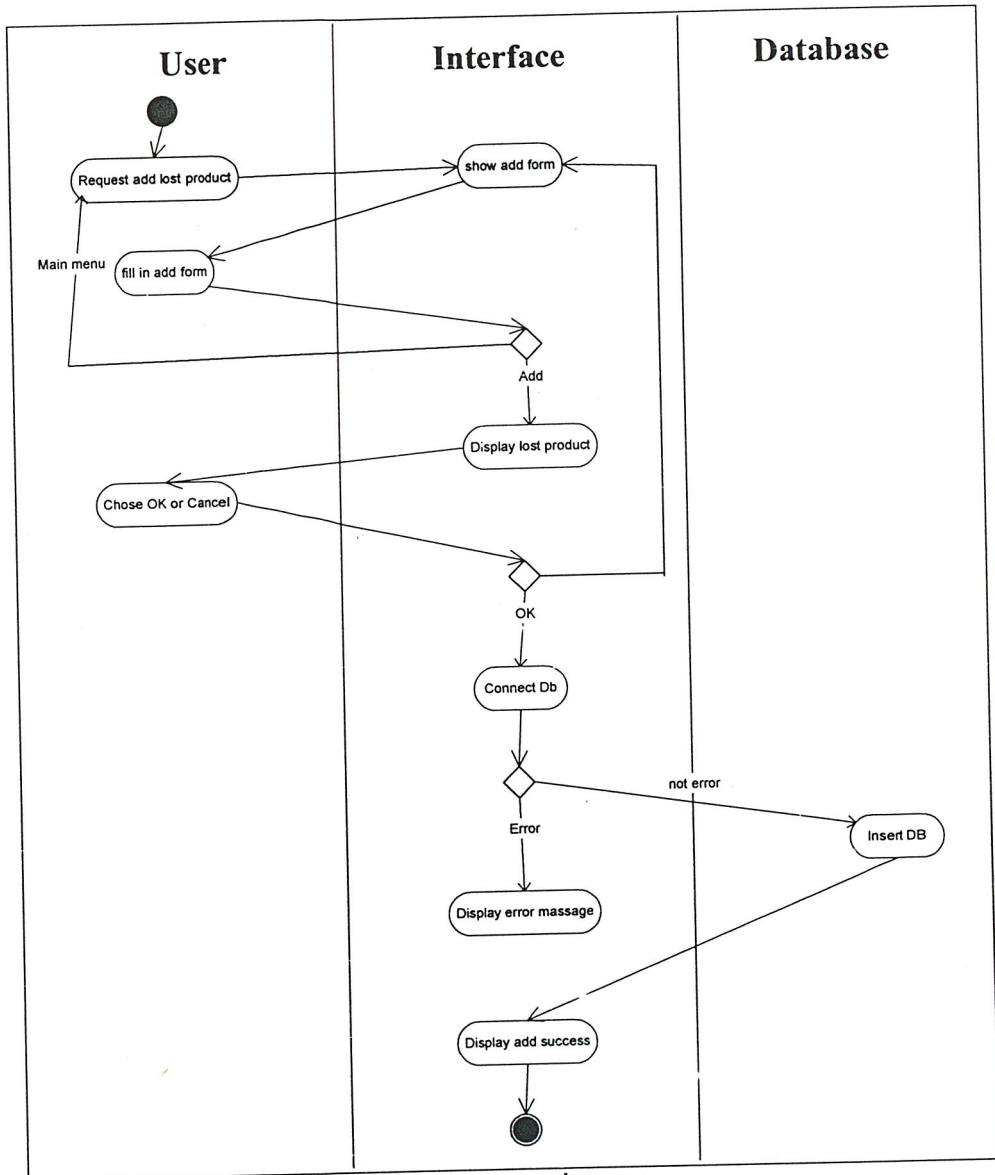 User
Interface
Database
Request add lost product
show add form
Main menu
fill in add form
Add
Display lost product
Chose OK or Cancel
OK
Connect Db
not error
Error
Insert DB
Display error massage
Display add success